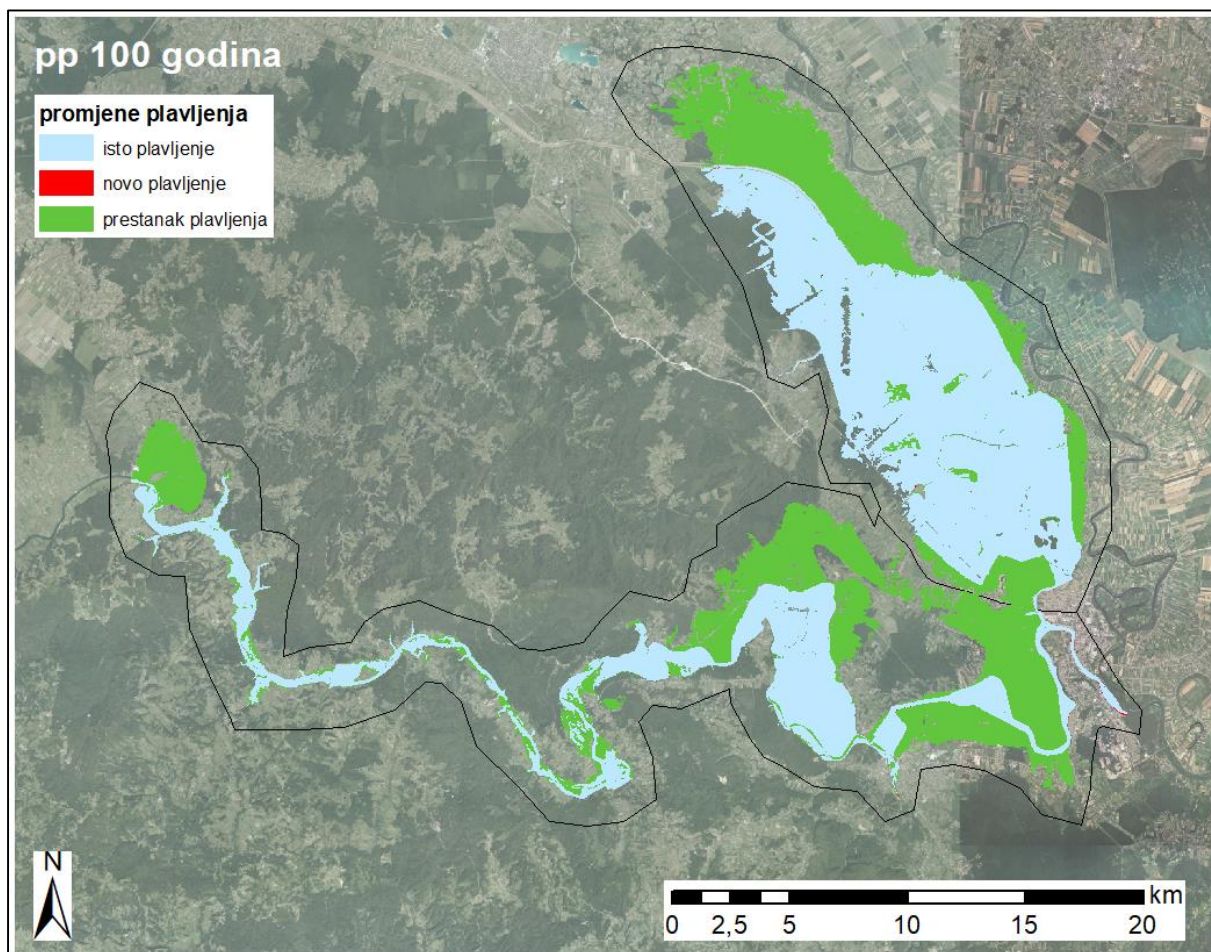 pp 100 godina
promjene plavljenja
isto plavljenje
novo plavljenje
prestanak plavljenja
N
km
0 2,5 5 10 15 20